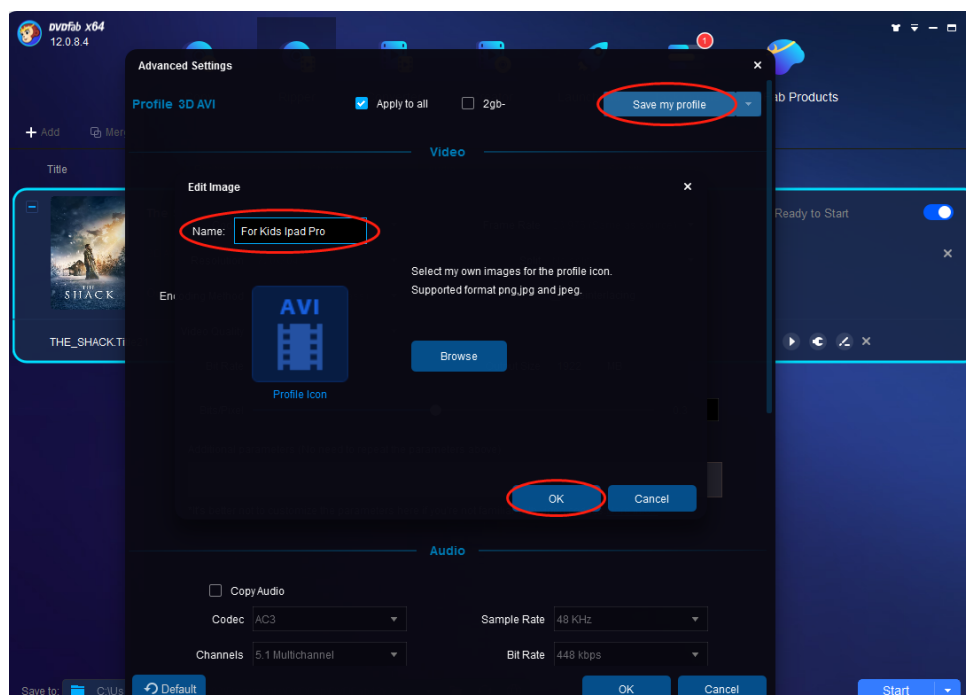 DVDFab x64
12.0.8.4
1
Advanced Settings
ab Products
Profile 3D AVI
Apply to all
2gb-
Save my profile
Add
Mer
Video
Title
Edit Image
Ready to Start
Name: For Kids Ipad Pro
Select my own images for the profile icon.
Supported format png,jpg and jpeg.
THE SHACK
En
AVI
THE_SHACK.Ti
Browse
Profile Icon
OK
Cancel
Audio
Copy Audio
Codec AC3
Sample Rate 48 KHz
Channels 5.1 Multichannel
Bit Rate 448 kbps
Save to: C:\Us
Default
OK
Cancel
Start